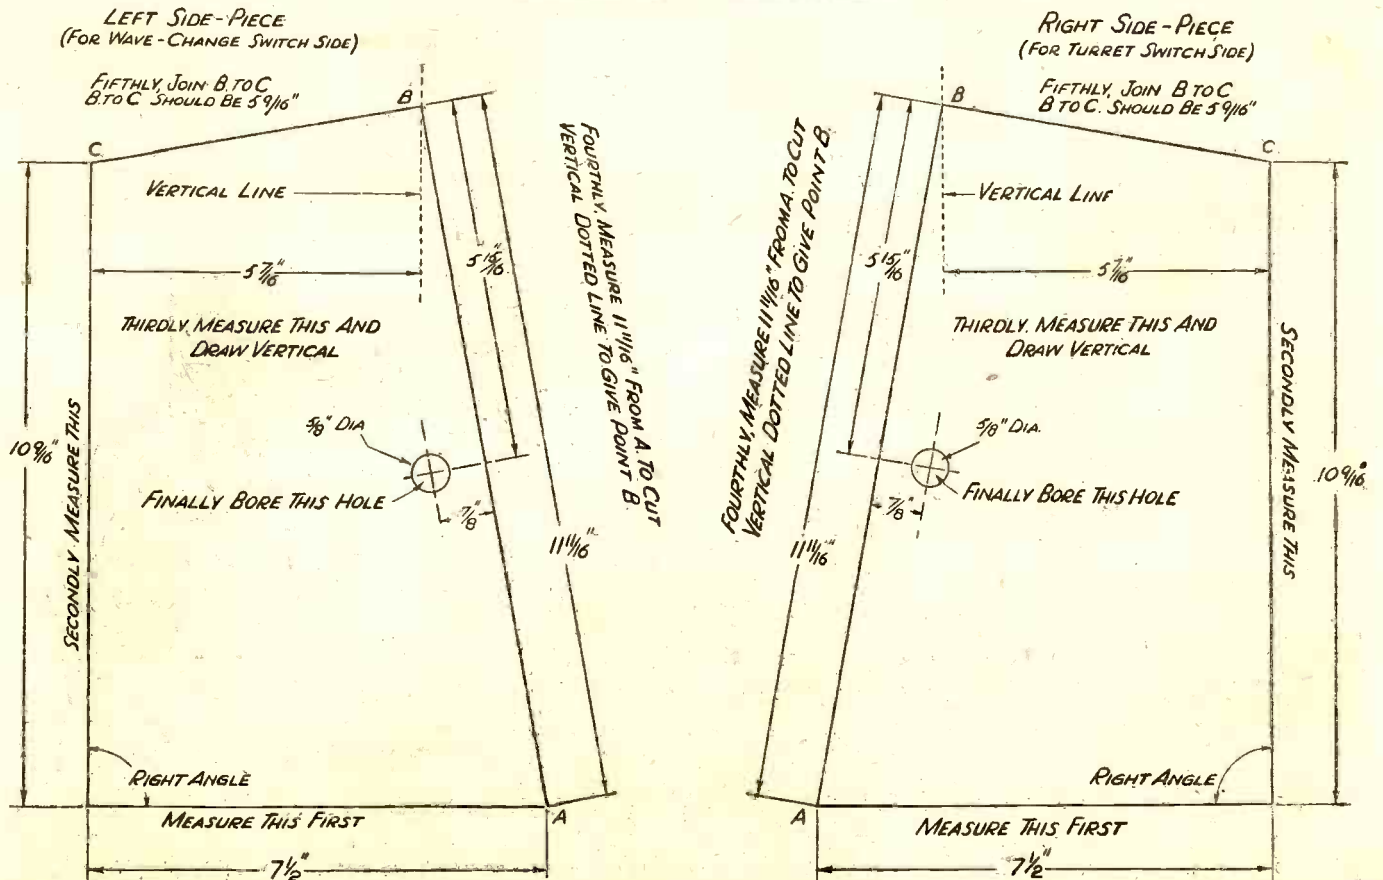 LEFT SIDE-PIECE
(FOR WAVE-CHANGE SWITCH SIDE)
FIFTHLY, JOIN B. TO C
B. TO C. SHOULD BE 5 9/16"
B
C
VERTICAL LINE
5 7/16"
5 15/16"
THIRDLY, MEASURE THIS AND
DRAW VERTICAL
FOURTHLY, MEASURE 11 11/16" FROM A. TO CUT
VERTICAL DOTTED LINE TO GIVE POINT B.
10 9/16"
SECONDLY MEASURE THIS
5/8" DIA
FINALLY BORE THIS HOLE
7/8"
11 11/16"
RIGHT ANGLE
A
MEASURE THIS FIRST
7 1/2"
RIGHT SIDE-PIECE
(FOR TURRET SWITCH SIDE)
FIFTHLY, JOIN B TO C
B TO C. SHOULD BE 5 9/16"
B
C
VERTICAL LINE
5 15/16"
5 7/16"
FOURTHLY, MEASURE 11 11/16" FROM A. TO CUT
VERTICAL DOTTED LINE TO GIVE POINT B.
THIRDLY, MEASURE THIS AND
DRAW VERTICAL
SECONDLY MEASURE THIS
10 9/16"
5/8" DIA.
FINALLY BORE THIS HOLE
7/8"
11 11/16"
RIGHT ANGLE
A
MEASURE THIS FIRST
7 1/2"